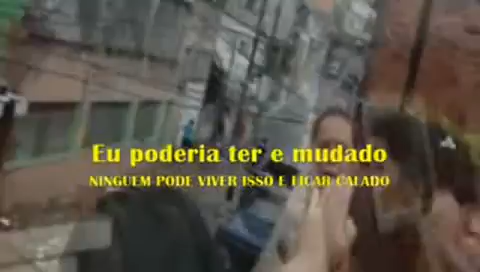 Eu poderia ter e mudado
NINGUEM PODE VIVER ISSO E FICAR CALADO